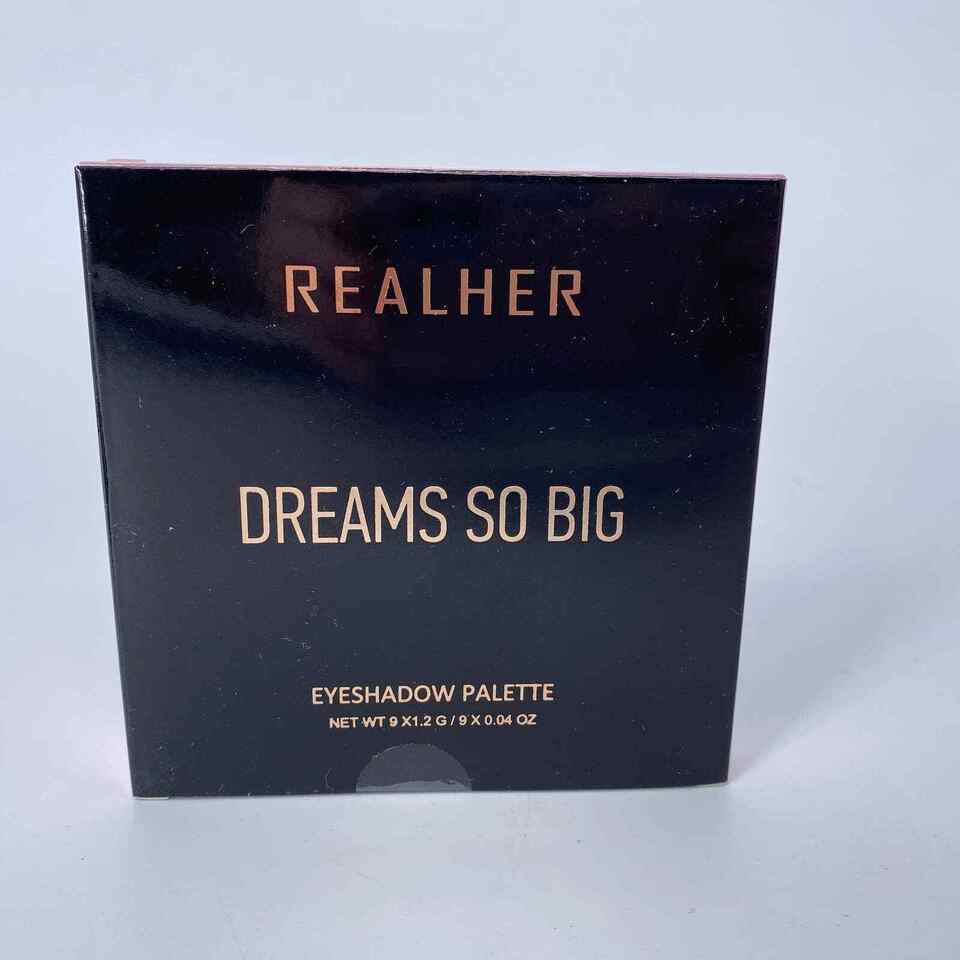 REALHER
DREAMS SO BIG
EYESHADOW PALETTE
NET WT 9 X1.2 G / 9 X 0.04 OZ